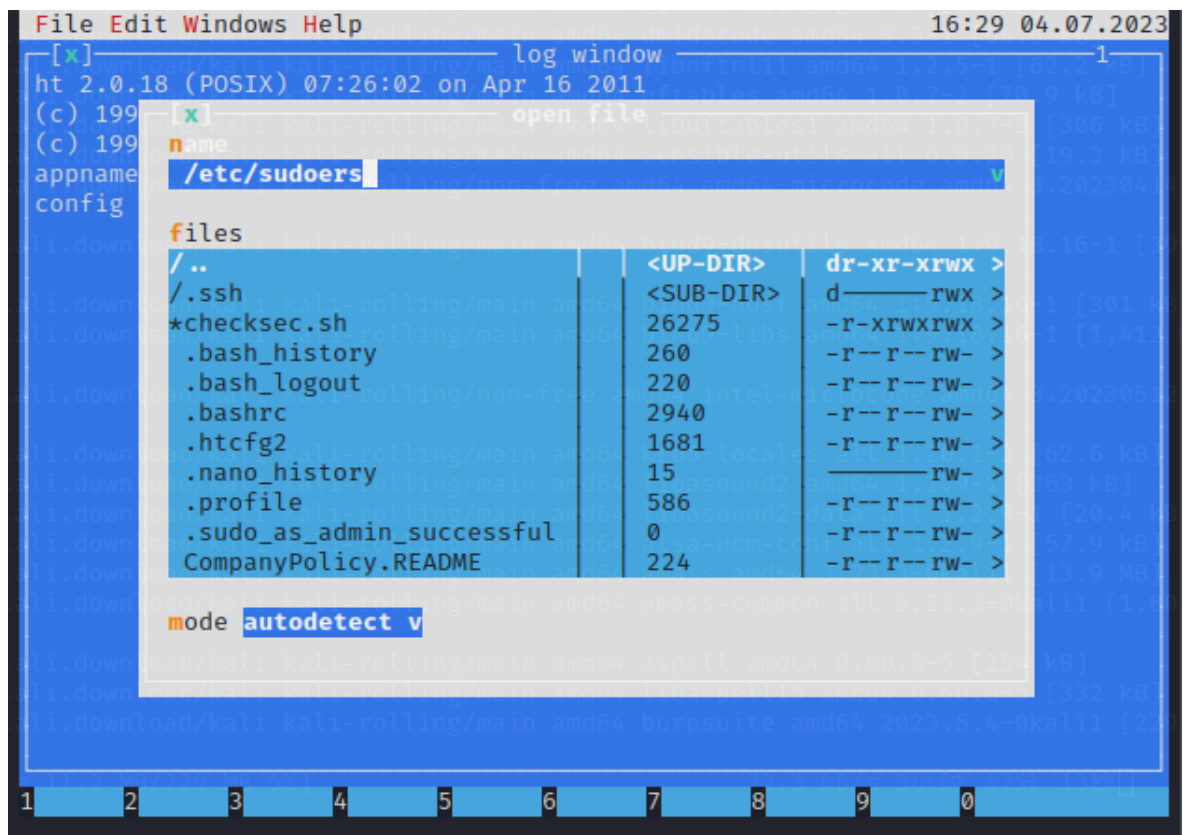 File Edit Windows Help 16:29 04.07.2023
[x] log window 1
ht 2.0.18 (POSIX) 07:26:02 on Apr 16 2011
(c) 199
(c) 199
appname
config
[x] open file
name
/etc/sudoers v
files
/.. <UP-DIR> dr-xr-xrwx >
/.ssh <SUB-DIR> d------rwx >
*checksec.sh 26275 -r-xrwxrwx >
.bash_history 260 -r--r--rw- >
.bash_logout 220 -r--r--rw- >
.bashrc 2940 -r--r--rw- >
.htcfg2 1681 -r--r--rw- >
.nano_history 15 -------rw- >
.profile 586 -r--r--rw- >
.sudo_as_admin_successful 0 -r--r--rw- >
CompanyPolicy.README 224 -r--r--rw- >
mode autodetect v
1 2 3 4 5 6 7 8 9 0